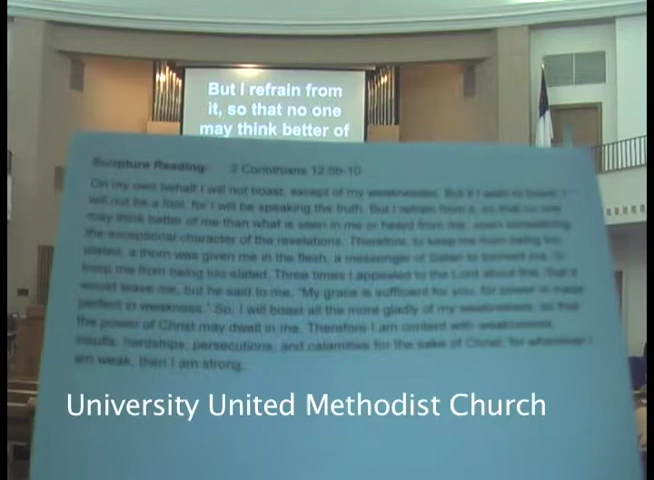 But I refrain from
it, so that no one
may think better of
Scripture Reading: 2 Corinthians 12:5b-10
On my own behalf I will not boast, except of my weaknesses. But if I wish to boast, I
will not be a fool, for I will be speaking the truth. But I refrain from it, so that no one
may think better of me than what is seen in me or heard from me, even considering
the exceptional character of the revelations. Therefore, to keep me from being too
elated, a thorn was given me in the flesh, a messenger of Satan to torment me, to
keep me from being too elated. Three times I appealed to the Lord about this, that it
would leave me, but he said to me, "My grace is sufficient for you, for power is made
perfect in weakness." So, I will boast all the more gladly of my weaknesses, so that
the power of Christ may dwell in me. Therefore I am content with weaknesses,
insults, hardships, persecutions, and calamities for the sake of Christ; for whenever I
am weak, then I am strong.
University United Methodist Church